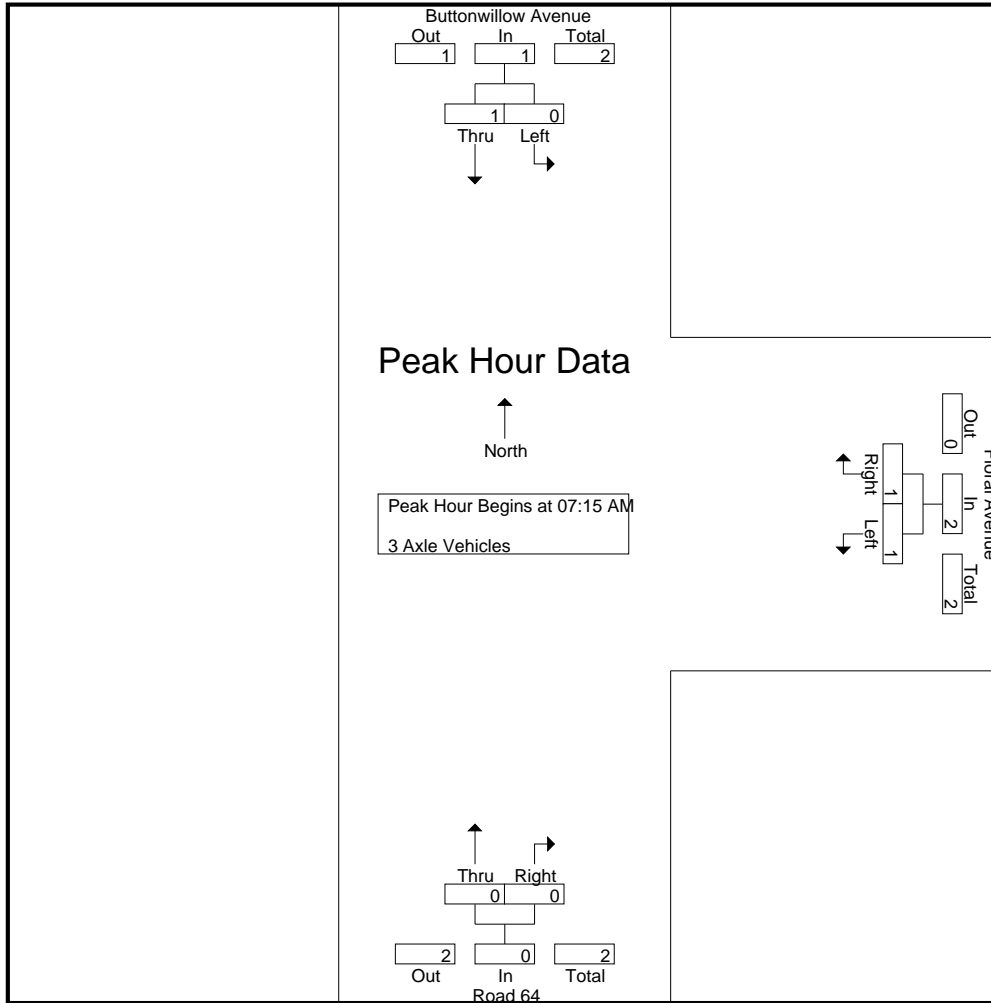 Buttonwillow Avenue
Out In Total
1 1 2
1 0
Thru Left
Peak Hour Data
North
Peak Hour Begins at 07:15 AM
3 Axle Vehicles
Floral Avenue
Out In Total
0 2 2
Right Left
1 1
Thru Right
0 0
2 0 2
Out In Total
Road 64